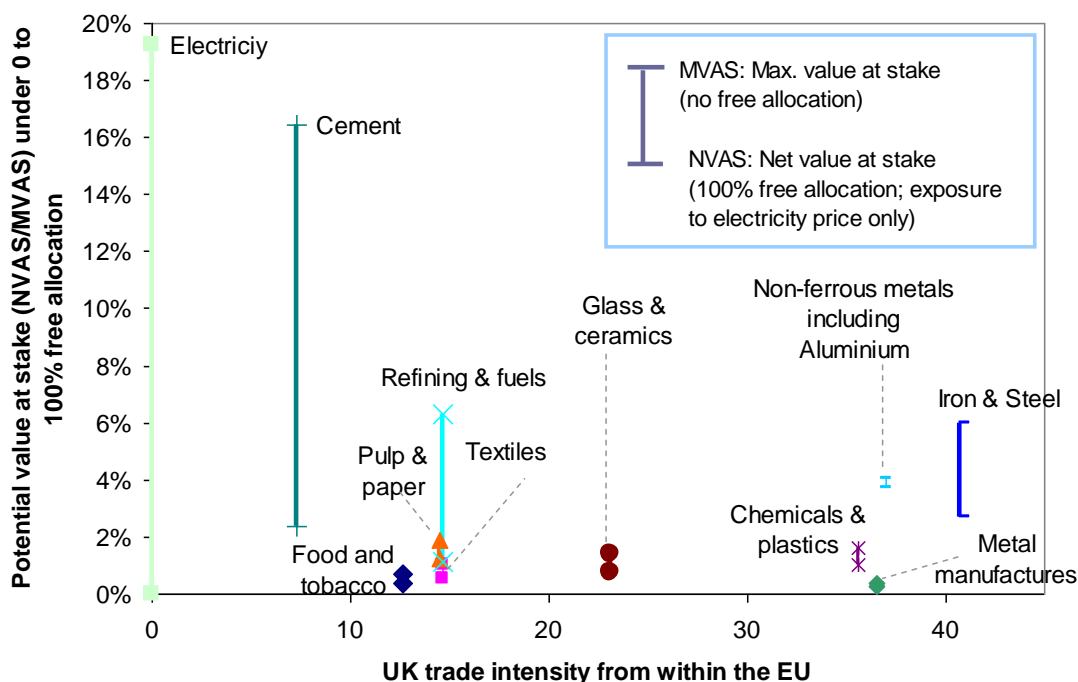 Potential value at stake (NVAS/MVAS) under 0 to
100% free allocation
20%
18%
16%
14%
12%
10%
8%
6%
4%
2%
0%
Electriciy
Cement
MVAS: Max. value at stake
(no free allocation)
NVAS: Net value at stake
(100% free allocation; exposure
to electricity price only)
Glass &
ceramics
Non-ferrous metals
including
Aluminium
Refining & fuels
Iron & Steel
Pulp &
paper
Textiles
Chemicals &
plastics
Food and
tobacco
Metal
manufactures
0
10
20
30
40
UK trade intensity from within the EU